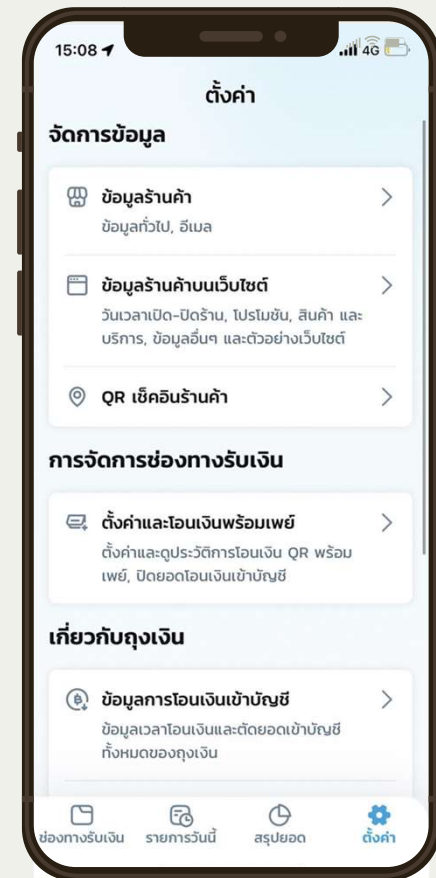 15:08
4G
ตั้งค่า
จัดการข้อมูล
ข้อมูลร้านค้า
ข้อมูลทั่วไป, อีเมล
ข้อมูลร้านค้าบนเว็บไซต์
วันเวลาเปิด-ปิดร้าน, โปรโมชัน, สินค้า และ
บริการ, ข้อมูลอื่นๆ และตัวอย่างเว็บไซต์
QR เช็คอินร้านค้า
การจัดการช่องทางรับเงิน
ตั้งค่าและโอนเงินพร้อมเพย์
ตั้งค่าและดูประวัติการโอนเงิน QR พร้อม
เพย์, ปิดยอดโอนเงินเข้าบัญชี
เกี่ยวกับถุงเงิน
ข้อมูลการโอนเงินเข้าบัญชี
ข้อมูลเวลาโอนเงินและตัดยอดเข้าบัญชี
ทั้งหมดของถุงเงิน
ช่องทางรับเงิน รายการวันนี้ สรุปยอด ตั้งค่า